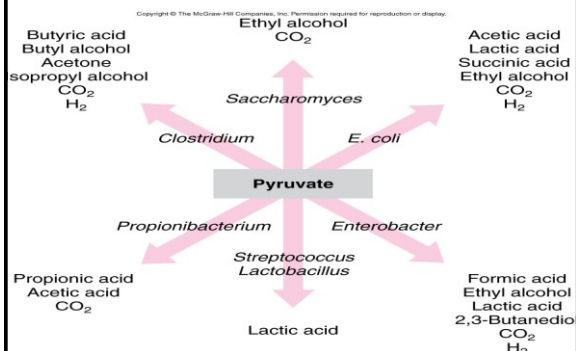 Copyright © The McGraw-Hill Companies, Inc. Permission required for reproduction or display.
Ethyl alcohol
CO₂
Butyric acid
Butyl alcohol
Acetone
sopropyl alcohol
CO₂
H₂
Acetic acid
Lactic acid
Succinic acid
Ethyl alcohol
CO₂
H₂
Saccharomyces
Clostridium
E. coli
Pyruvate
Propionibacterium
Enterobacter
Streptococcus
Lactobacillus
Propionic acid
Acetic acid
CO₂
Lactic acid
Formic acid
Ethyl alcohol
Lactic acid
2,3-Butanediol
CO₂
H₂